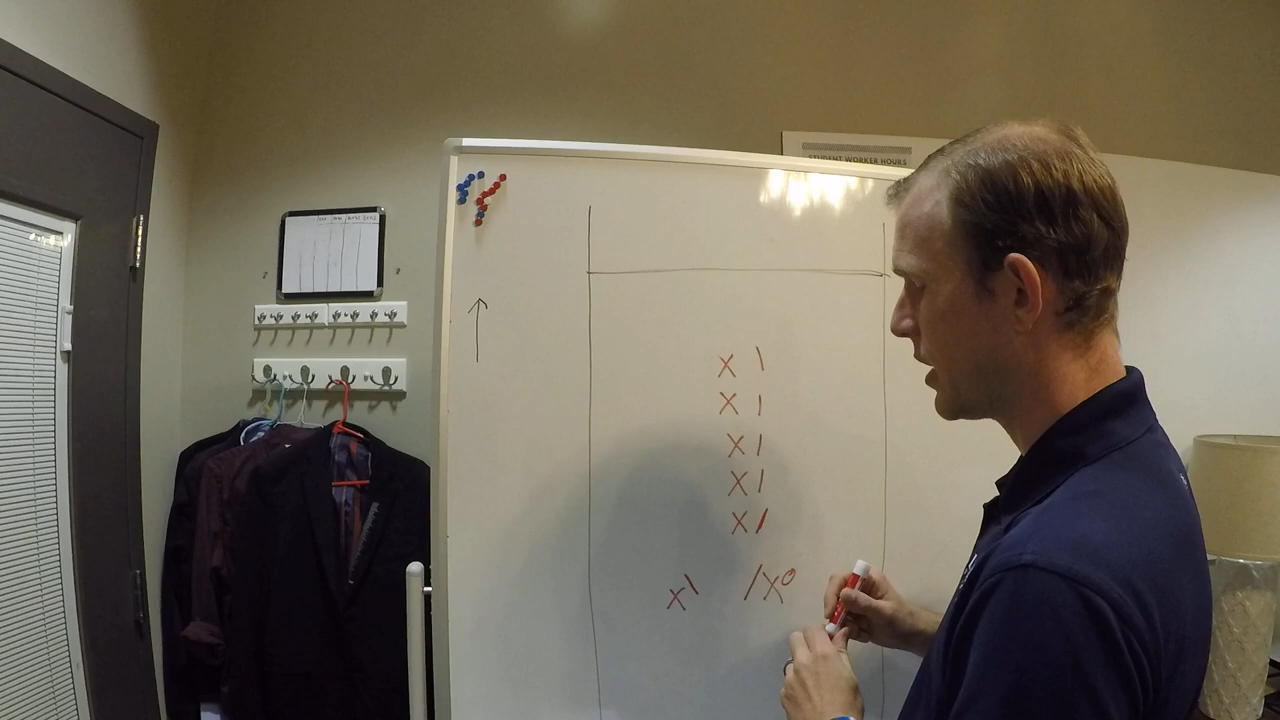 STUDENT WORKER HOURS
X \
X |
X |
X |
X /
X \ / X O